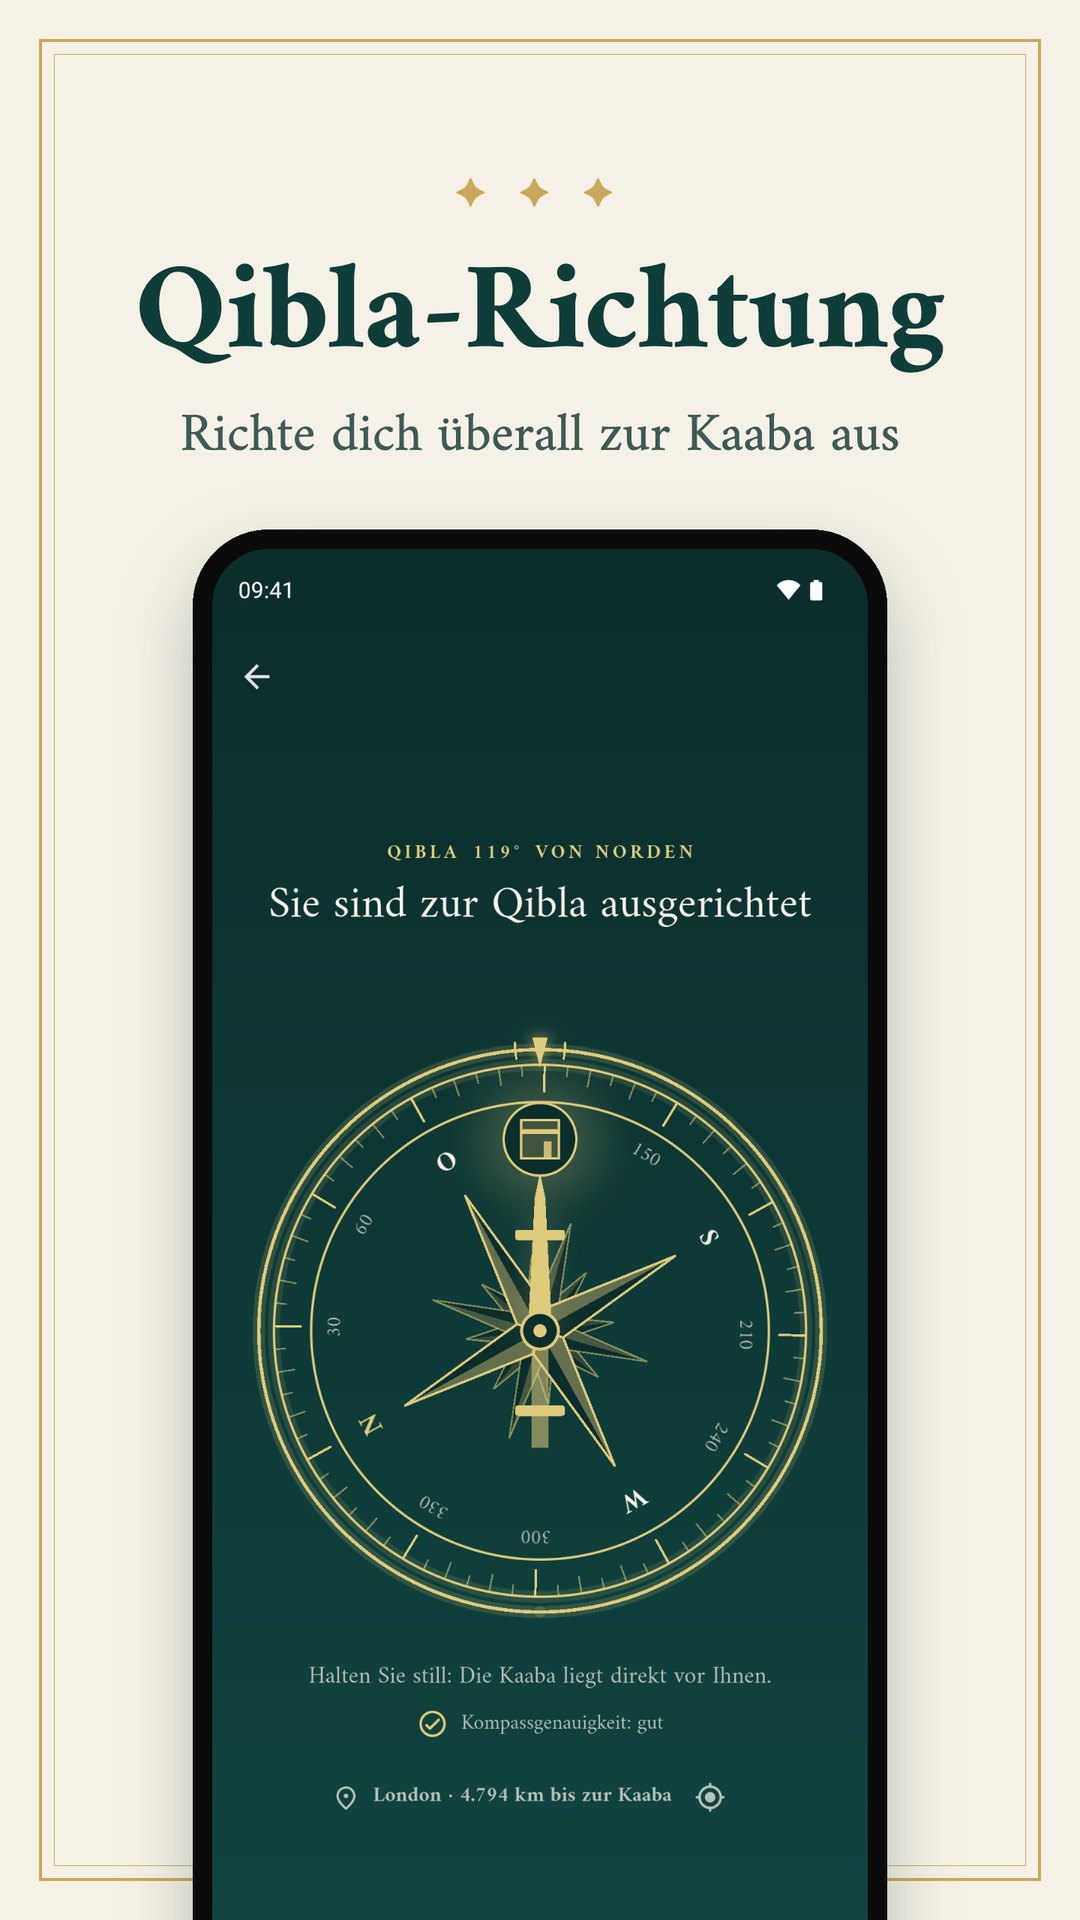 Qibla-Richtung
Richte dich überall zur Kaaba aus
09:41
QIBLA 119° VON NORDEN
Sie sind zur Qibla ausgerichtet
O
150
60
S
30
210
N
240
330
W
300
Halten Sie still: Die Kaaba liegt direkt vor Ihnen.
Kompassgenauigkeit: gut
London · 4.794 km bis zur Kaaba